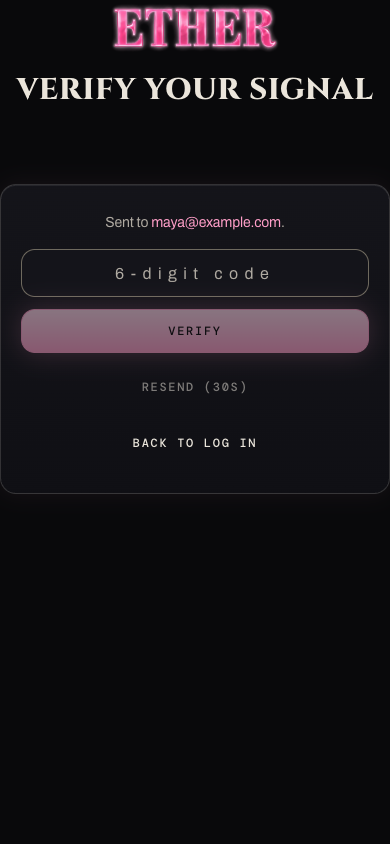 ETHER
VERIFY YOUR SIGNAL
Sent to maya@example.com.
6-digit code
VERIFY
RESEND (30S)
BACK TO LOG IN